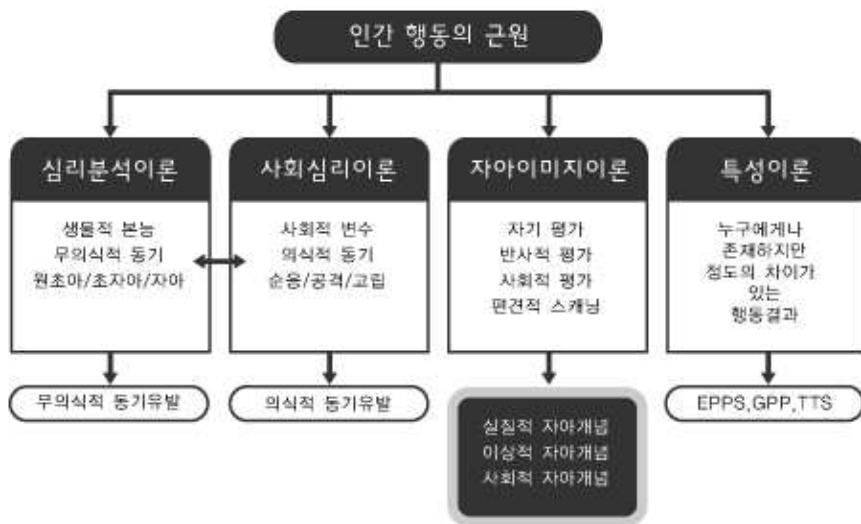 인간 행동의 근원
심리분석이론
생물적 본능
무의식적 동기
원초아/초자아/자아
무의식적 동기유발
사회심리이론
사회적 변수
의식적 동기
순응/공격/고립
의식적 동기유발
자아이미지이론
자기 평가
반사적 평가
사회적 평가
편견적 스캐닝
실질적 자아개념
이상적 자아개념
사회적 자아개념
특성이론
누구에게나
존재하지만
정도의 차이가
있는
행동결과
EPPS,GPP,TTS